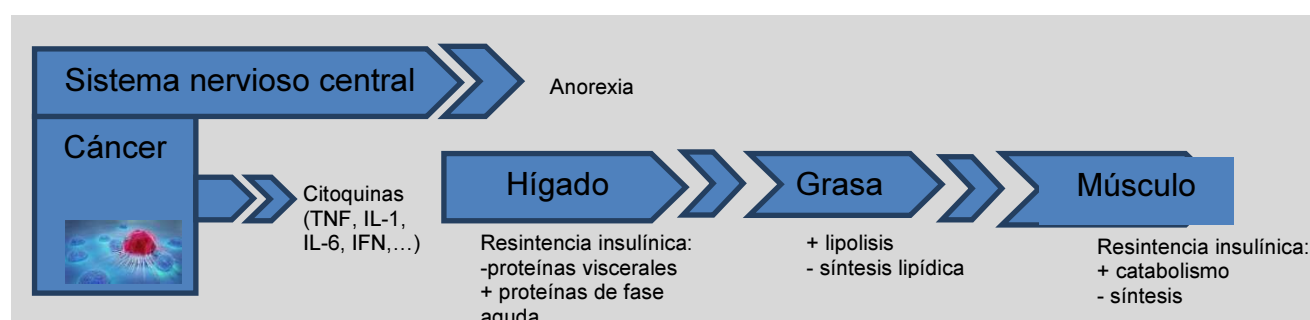 Sistema nervioso central
Anorexia
Cáncer
Citoquinas
(TNF, IL-1,
IL-6, IFN,…)
Hígado
Resintencia insulínica:
-proteínas viscerales
+ proteínas de fase
aguda
Grasa
+ lipolisis
- síntesis lipídica
Músculo
Resintencia insulínica:
+ catabolismo
- síntesis